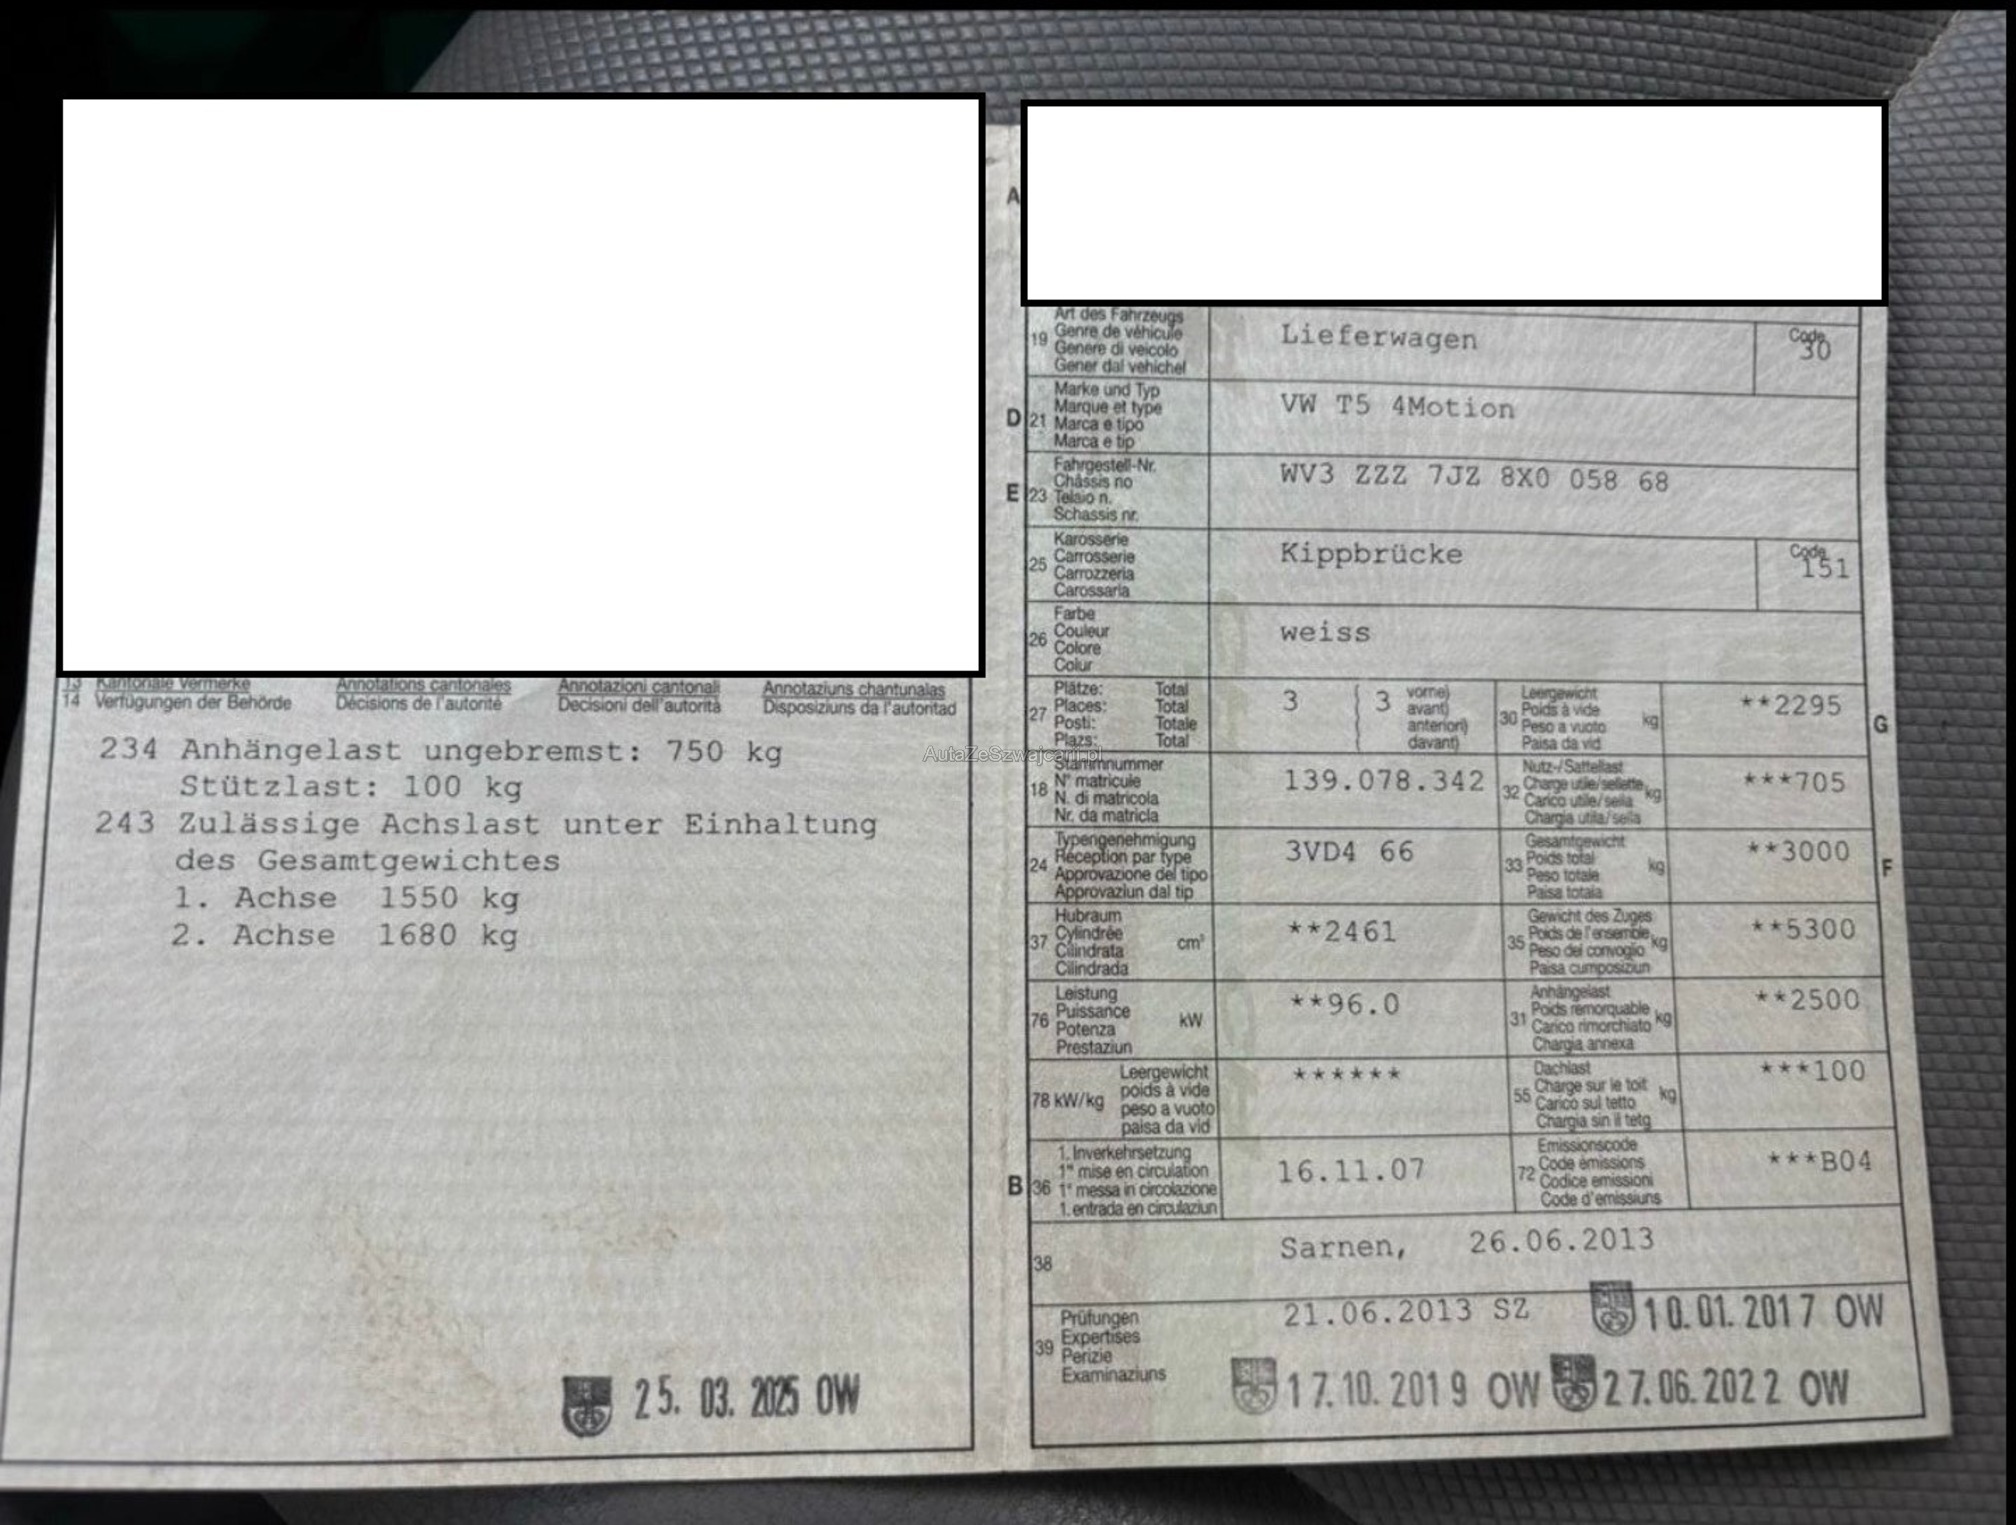 13 Kantonale Vermerke Annotations cantonales Annotazioni cantonali Annotaziuns chantunalas
14 Verfügungen der Behörde Décisions de l'autorité Decisioni dell'autorità Disposiziuns da l'autoritad
234 Anhängelast ungebremst: 750 kg
Stützlast: 100 kg
243 Zulässige Achslast unter Einhaltung
des Gesamtgewichtes
1. Achse 1550 kg
2. Achse 1680 kg
25. 03. 2025 OW
AutaZeSzwajcarii.pl
A
19 Art des Fahrzeugs
Genre de véhicule
Genere di veicolo
Gener dal vehichel
Lieferwagen
Code
30
D 21 Marke und Typ
Marque et type
Marca e tipo
Marca e tip
VW T5 4Motion
E 23 Fahrgestell-Nr.
Châssis no
Telaio n.
Schassis nr.
WV3 ZZZ 7JZ 8X0 058 68
25 Karosserie
Carrosserie
Carrozzeria
Carossaria
Kippbrücke
Code
151
26 Farbe
Couleur
Colore
Colur
weiss
27 Plätze: Total
Places: Total
Posti: Totale
Plazs: Total
3 ( 3 vorne)
avant)
anteriori)
davant)
30 Leergewicht
Poids à vide
Peso a vuoto
Paisa da vid
kg
**2295
G
18 Stammnummer
N° matricule
N. di matricola
Nr. da matricla
139.078.342
32 Nutz-/Sattellast
Charge utile/sellette
Carico utile/sella
Chargia utila/sella
kg
***705
24 Typengenehmigung
Réception par type
Approvazione del tipo
Approvaziun dal tip
3VD4 66
33 Gesamtgewicht
Poids total
Peso totale
Paisa totala
kg
**3000
F
37 Hubraum
Cylindrée
Cilindrata
Cilindrada
cm³
**2461
35 Gewicht des Zuges
Poids de l'ensemble
Peso del convoglio
Paisa cumposiziun
kg
**5300
76 Leistung
Puissance
Potenza
Prestaziun
kW
**96.0
31 Anhängelast
Poids remorquable
Carico rimorchiato
Chargia annexa
kg
**2500
78 kW/kg Leergewicht
poids à vide
peso a vuoto
paisa da vid
******
55 Dachlast
Charge sur le toit
Carico sul tetto
Chargia sin il tetg
kg
***100
B 36 1. Inverkehrsetzung
1re mise en circulation
1a messa in circolazione
1. entrada en circulaziun
16.11.07
72 Emissionscode
Code émissions
Codice emissioni
Code d'emissiuns
***B04
38 Sarnen, 26.06.2013
39 Prüfungen
Expertises
Perizie
Examinaziuns
21.06.2013 SZ 10.01.2017 OW
17.10.2019 OW 27.06.2022 OW